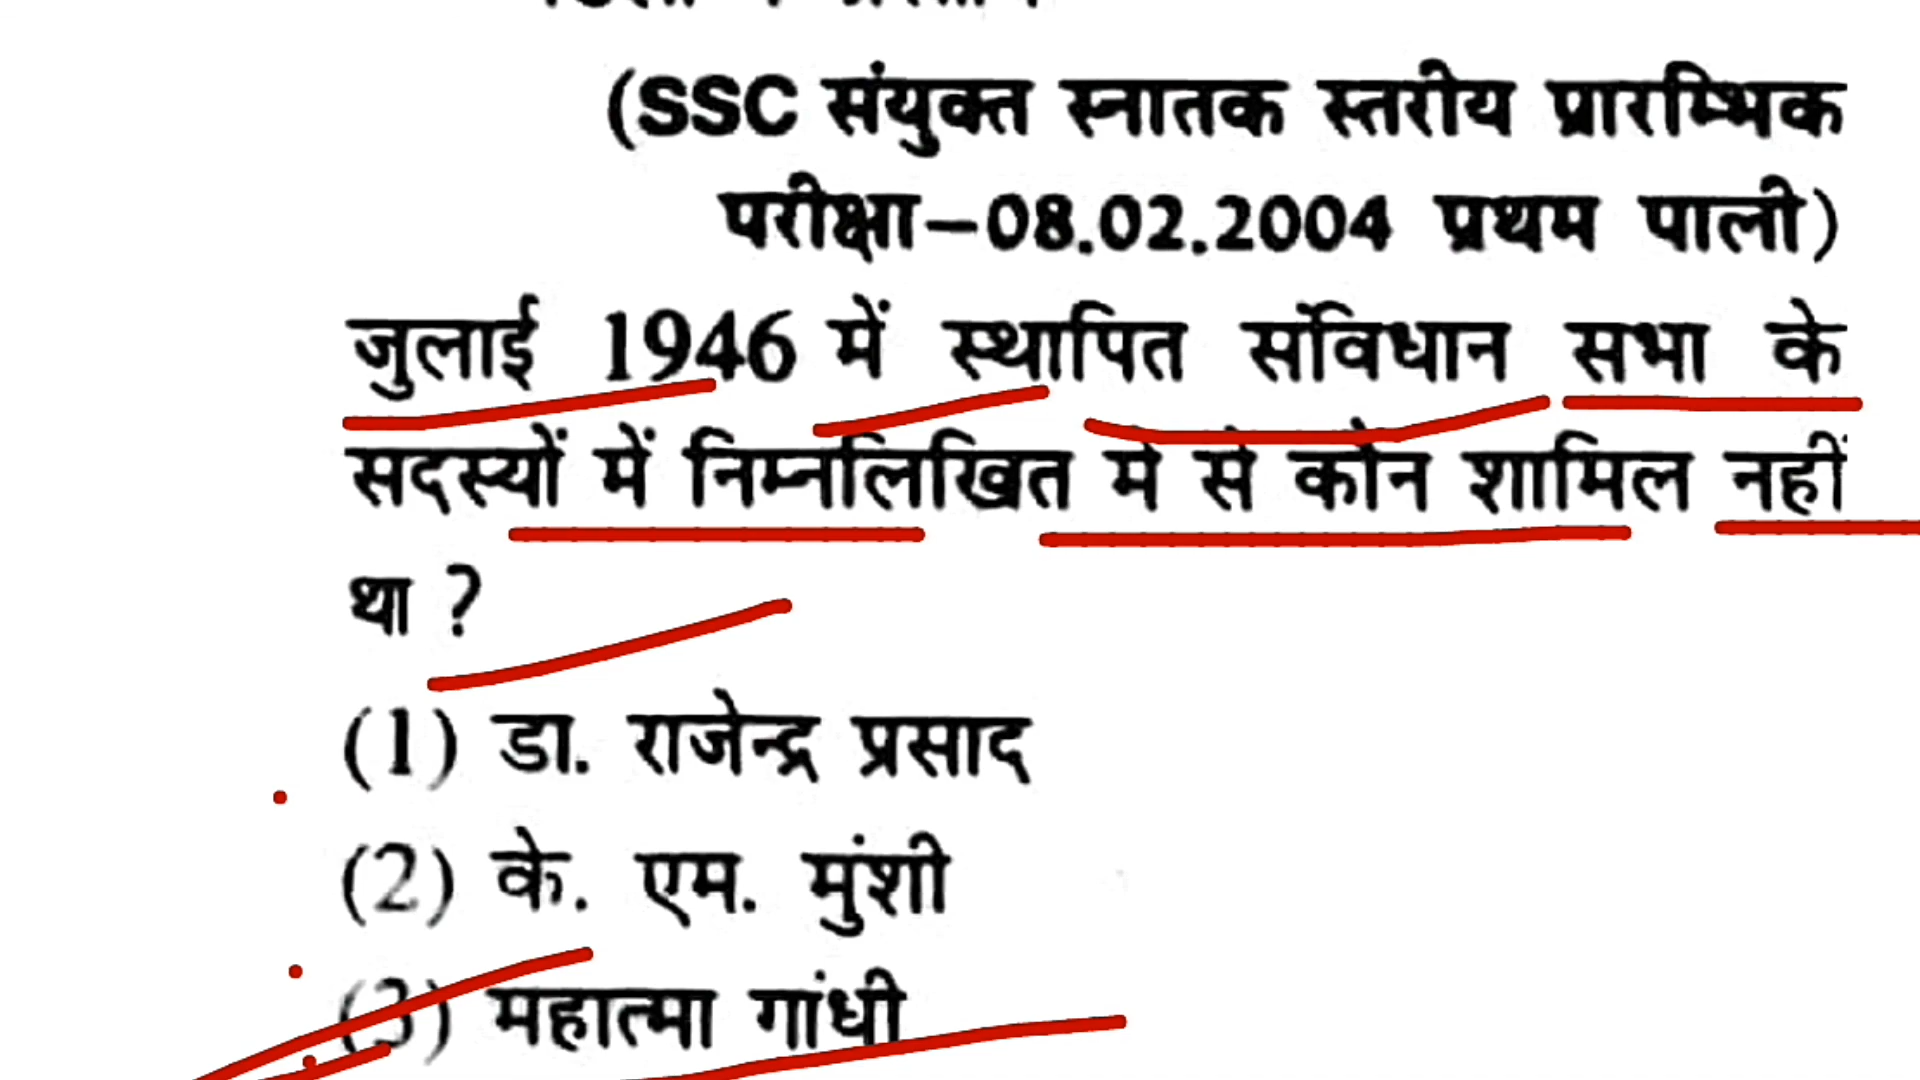 (SSC संयुक्त स्नातक स्तरीय प्रारम्भिक
परीक्षा–08.02.2004 प्रथम पाली)
जुलाई 1946 में स्थापित संविधान सभा के
सदस्यों में निम्नलिखित में से कौन शामिल नहीं
था ?
(1) डा. राजेन्द्र प्रसाद
(2) के. एम. मुंशी
(3) महात्मा गांधी